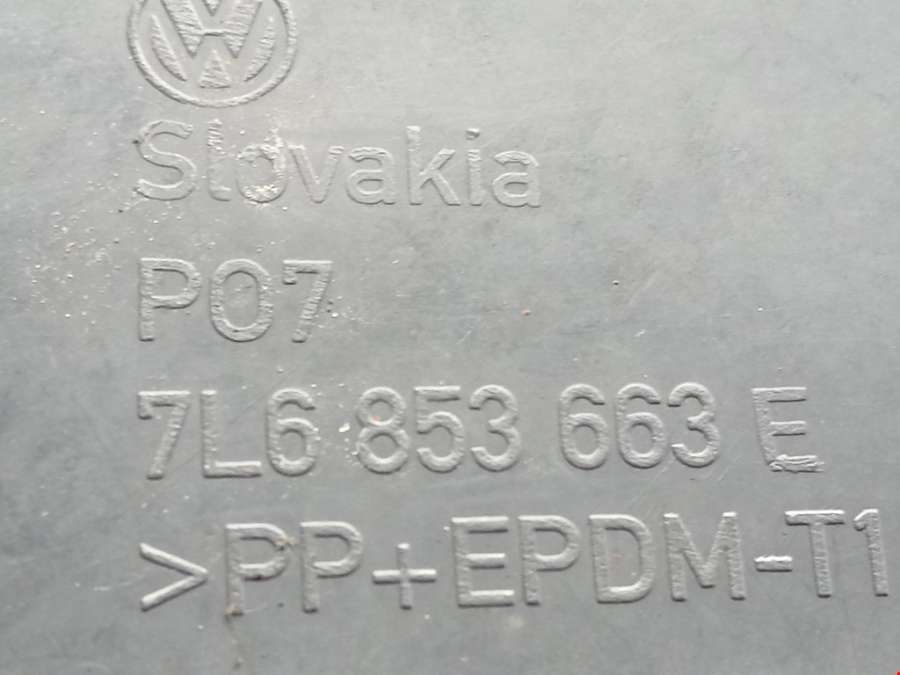 Slovakia
P07
7L6 853 663 E
>PP+EPDM-T1